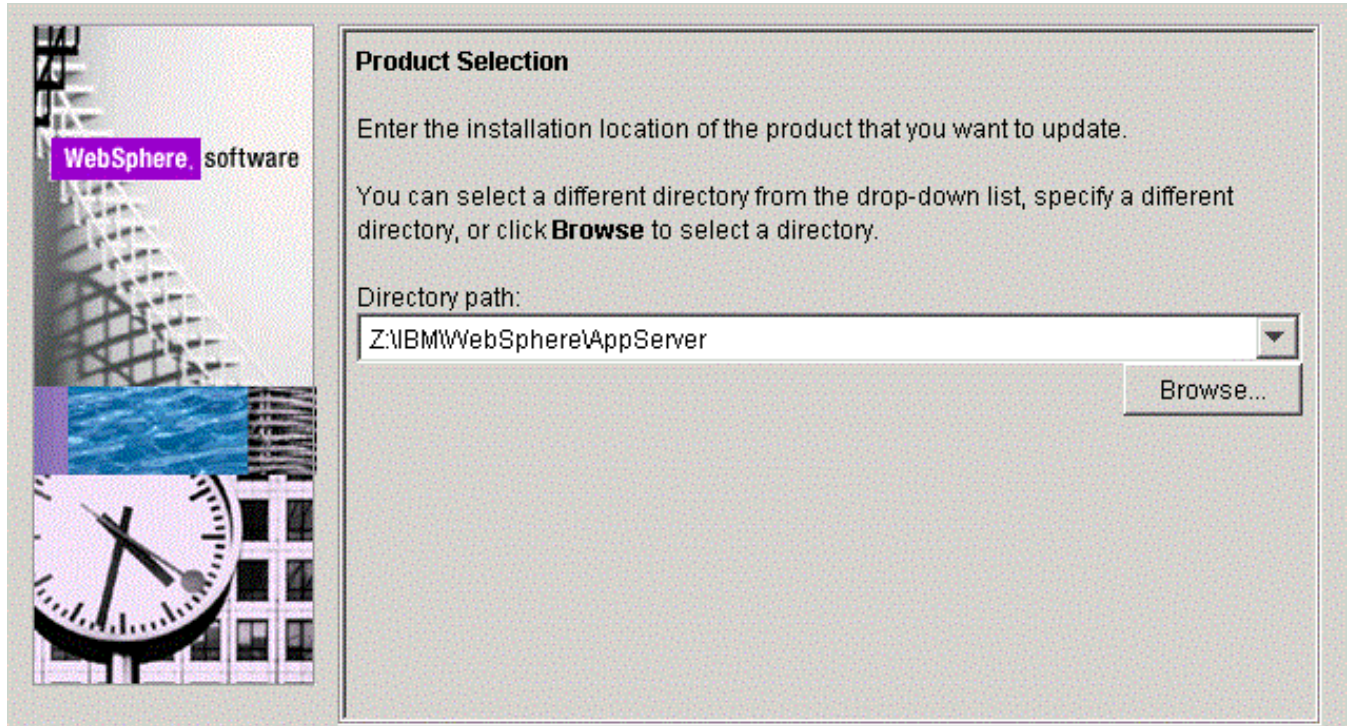 WebSphere. software
Product Selection
Enter the installation location of the product that you want to update.
You can select a different directory from the drop-down list, specify a different
directory, or click Browse to select a directory.
Directory path:
Z:\IBM\WebSphere\AppServer
Browse...